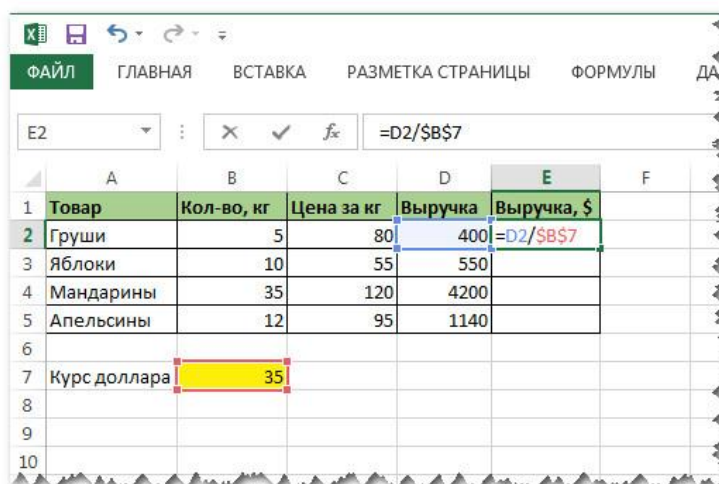 ФАЙЛ ГЛАВНАЯ ВСТАВКА РАЗМЕТКА СТРАНИЦЫ ФОРМУЛЫ ДА
E2 fx =D2/$B$7
A B C D E F
1 Товар Кол-во, кг Цена за кг Выручка Выручка, $
2 Груши 5 80 400 =D2/$B$7
3 Яблоки 10 55 550
4 Мандарины 35 120 4200
5 Апельсины 12 95 1140
6
7 Курс доллара 35
8
9
10